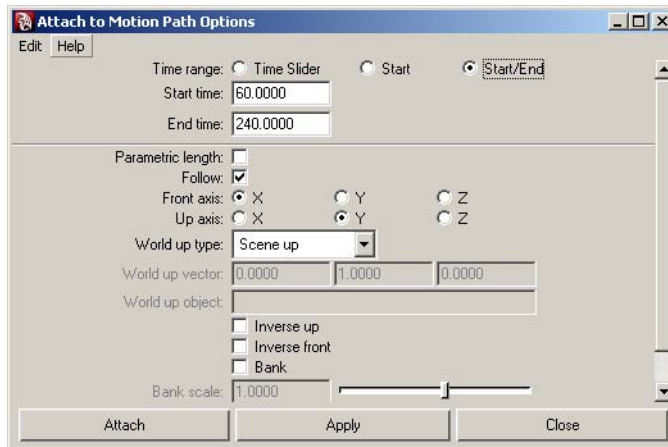 Attach to Motion Path Options
Edit Help
Time range: Time Slider Start Start/End
Start time: 60.0000
End time: 240.0000
Parametric length:
Follow:
Front axis: X Y Z
Up axis: X Y Z
World up type: Scene up
World up vector: 0.0000 1.0000 0.0000
World up object:
Inverse up
Inverse front
Bank
Bank scale: 1.0000
Attach Apply Close